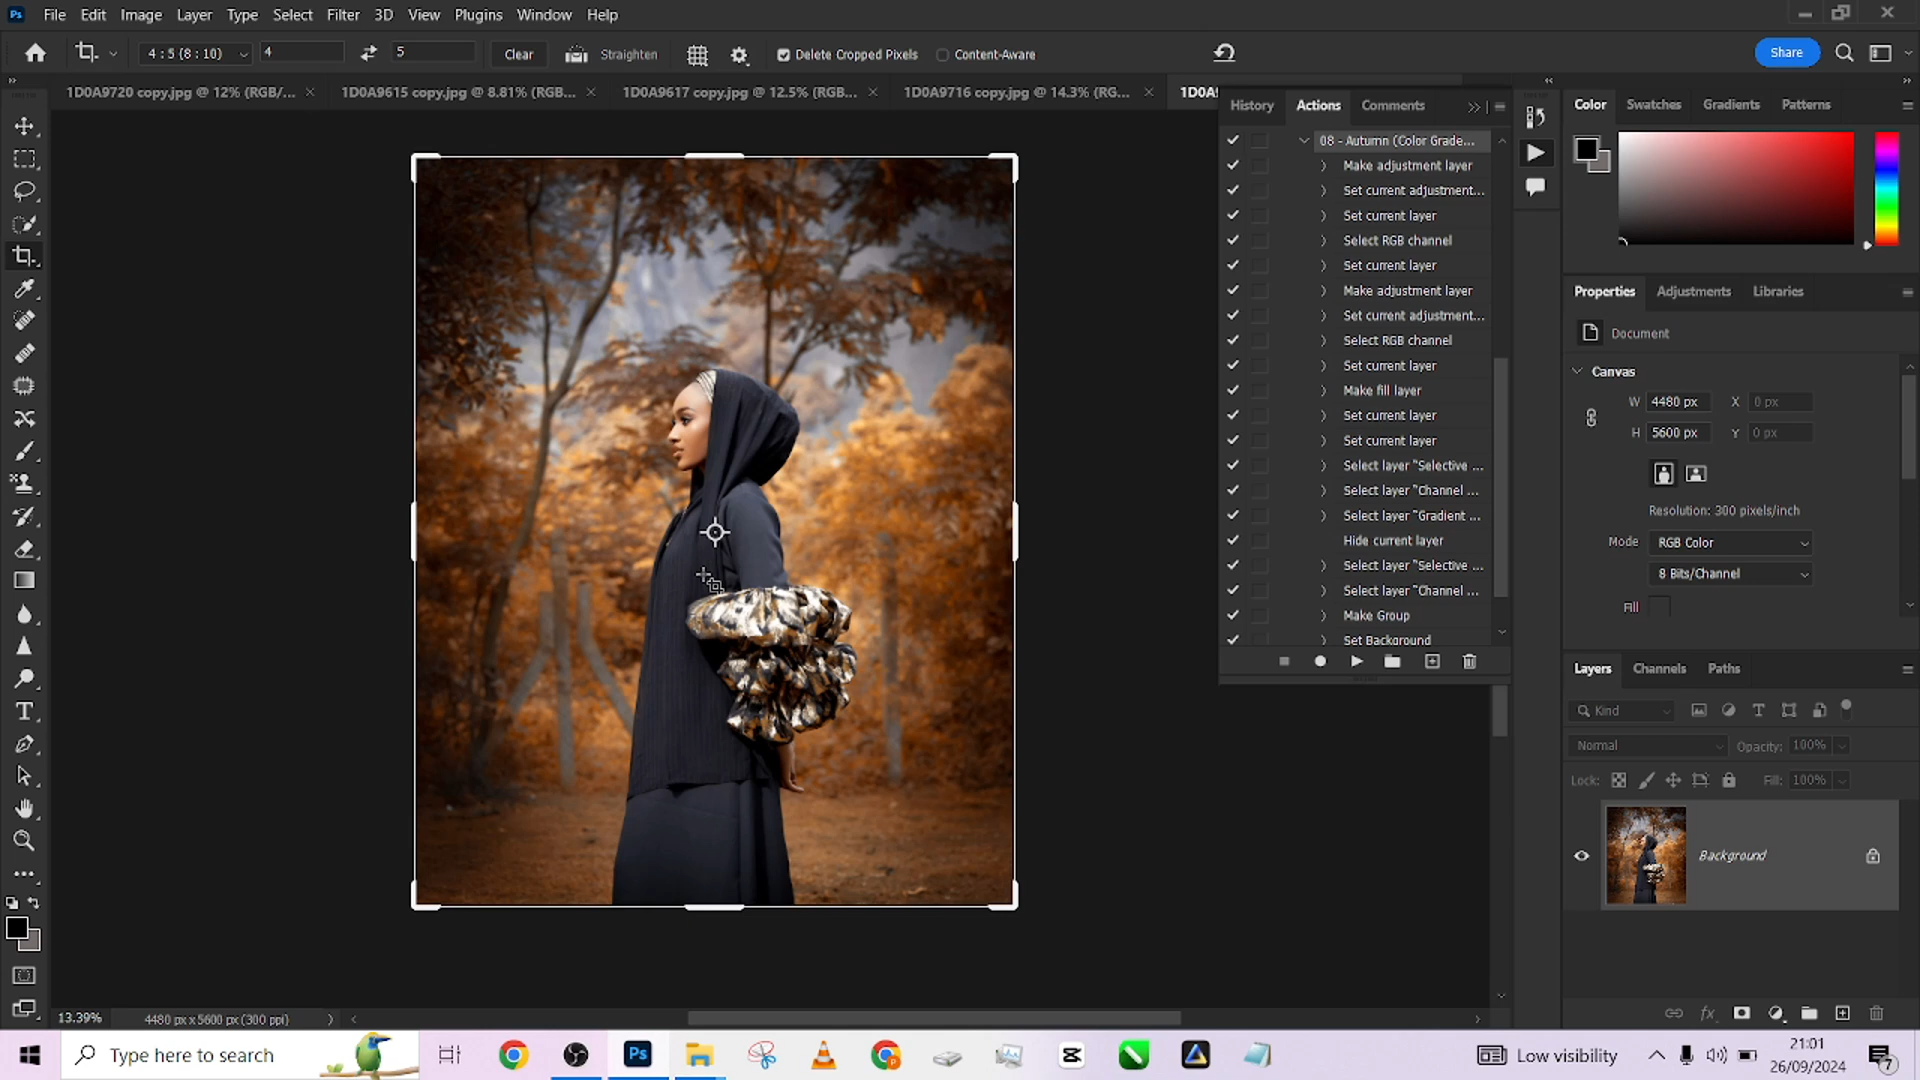 Ps File Edit Image Layer Type Select Filter 3D View Plugins Window Help
4 : 5 (8 : 10) 4 5 Clear Straighten Delete Cropped Pixels Content-Aware Share
1D0A9720 copy.jpg @ 12% (RGB/... 1D0A9615 copy.jpg @ 8.81% (RGB... 1D0A9617 copy.jpg @ 12.5% (RGB... 1D0A9716 copy.jpg @ 14.3% (RG... 1D0A9
History Actions Comments
08 - Autumn (Color Grade...
Make adjustment layer
Set current adjustment...
Set current layer
Select RGB channel
Set current layer
Make adjustment layer
Set current adjustment...
Select RGB channel
Set current layer
Make fill layer
Set current layer
Set current layer
Select layer "Selective ...
Select layer "Channel ...
Select layer "Gradient ...
Hide current layer
Select layer "Selective ...
Select layer "Channel ...
Make Group
Set Background
Color Swatches Gradients Patterns
Properties Adjustments Libraries
Document
Canvas
W 4480 px X 0 px
H 5600 px Y 0 px
Resolution: 300 pixels/inch
Mode RGB Color
8 Bits/Channel
Fill
Layers Channels Paths
Kind
Normal Opacity: 100%
Lock: Fill: 100%
Background
13.39% 4480 px x 5600 px (300 ppi)
Type here to search
Ps
Low visibility
21:01
26/09/2024
7